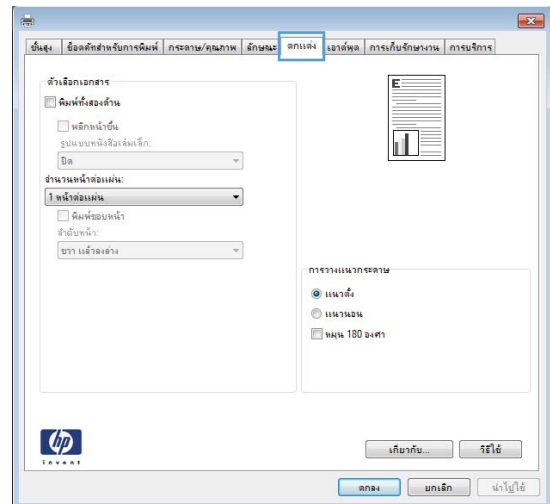 ขั้นสูง
ช็อตคัทสำหรับการพิมพ์
กระดาษ/คุณภาพ
ลักษณะ
ตกแต่ง
เอาต์พุต
การเก็บรักษางาน
การบริการ
ตัวเลือกเอกสาร
พิมพ์ทั้งสองด้าน
พลิกหน้าขึ้น
รูปแบบหนังสือเล่มเล็ก:
ปิด
จำนวนหน้าต่อแผ่น:
1 หน้าต่อแผ่น
พิมพ์ขอบหน้า
ลำดับหน้า:
ขวา แล้วลงล่าง
E
การวางแนวกระดาษ
แนวตั้ง
แนวนอน
หมุน 180 องศา
hp
invent
เกี่ยวกับ...
วิธีใช้
ตกลง
ยกเลิก
นำไปใช้